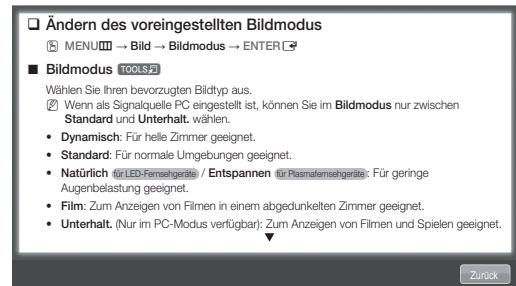 Ändern des voreingestellten Bildmodus
MENU → Bild → Bildmodus → ENTER
Bildmodus TOOLS
Wählen Sie Ihren bevorzugten Bildtyp aus.
Wenn als Signalquelle PC eingestellt ist, können Sie im Bildmodus nur zwischen
Standard und Unterhalt. wählen.
• Dynamisch: Für helle Zimmer geeignet.
• Standard: Für normale Umgebungen geeignet.
• Natürlich für LED-Fernsehgeräte / Entspannen für Plasmafernsehgeräte: Für geringe
Augenbelastung geeignet.
• Film: Zum Anzeigen von Filmen in einem abgedunkelten Zimmer geeignet.
• Unterhalt. (Nur im PC-Modus verfügbar): Zum Anzeigen von Filmen und Spielen geeignet.
▼
Zurück